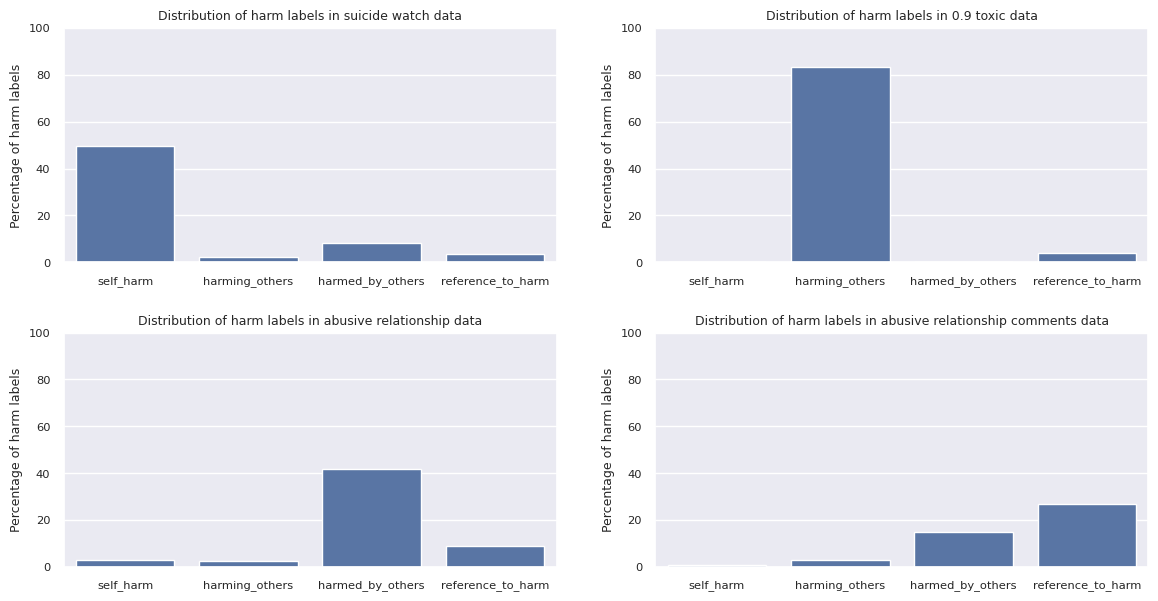 Distribution of harm labels in suicide watch data
Percentage of harm labels
100
80
60
40
20
0
self_harm harming_others harmed_by_others reference_to_harm
Distribution of harm labels in 0.9 toxic data
Percentage of harm labels
100
80
60
40
20
0
self_harm harming_others harmed_by_others reference_to_harm
Distribution of harm labels in abusive relationship data
Percentage of harm labels
100
80
60
40
20
0
self_harm harming_others harmed_by_others reference_to_harm
Distribution of harm labels in abusive relationship comments data
Percentage of harm labels
100
80
60
40
20
0
self_harm harming_others harmed_by_others reference_to_harm